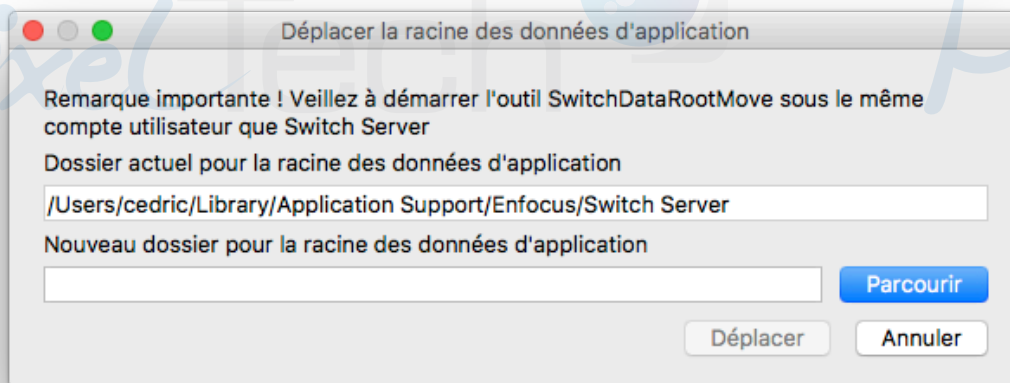 Déplacer la racine des données d'application
Remarque importante ! Veillez à démarrer l'outil SwitchDataRootMove sous le même
compte utilisateur que Switch Server
Dossier actuel pour la racine des données d'application
/Users/cedric/Library/Application Support/Enfocus/Switch Server
Nouveau dossier pour la racine des données d'application
Parcourir
Déplacer
Annuler